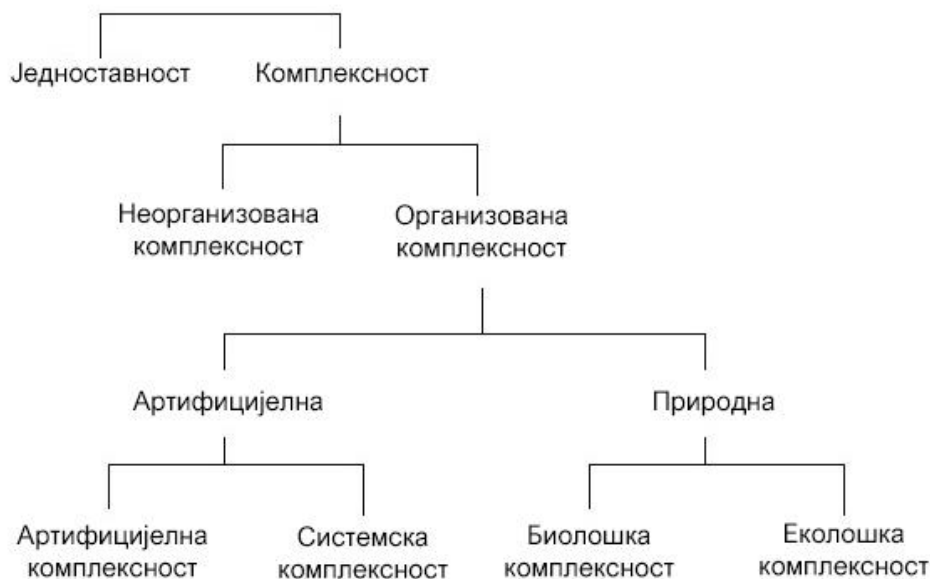 Једноставност
Комплексност
Неорганизована
комплексност
Организована
комплексност
Артифицијелна
Природна
Артифицијелна
комплексност
Системска
комплексност
Биолошка
комплексност
Еколошка
комплексност